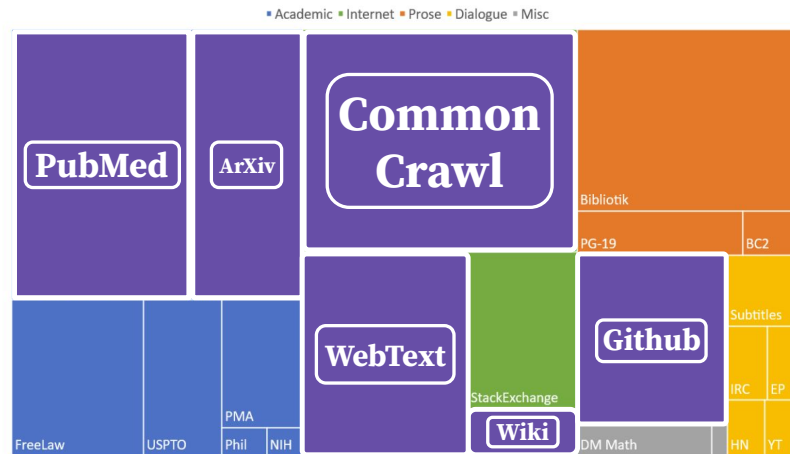 Academic Internet Prose Dialogue Misc
PubMed
ArXiv
Common
Crawl
Bibliotik
PG-19
BC2
WebText
StackExchange
Wiki
Github
Subtitles
IRC
EP
HN
YT
DM Math
FreeLaw
USPTO
PMA
Phil
NIH